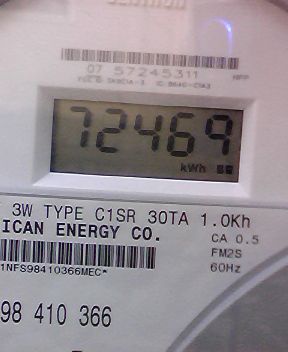 07 57245311
72469
kWh
3W TYPE C1SR 30TA 1.0Kh
ICAN ENERGY CO.
CA 0.5
FM2S
60Hz
1NFS98410366MEC*
98 410 366